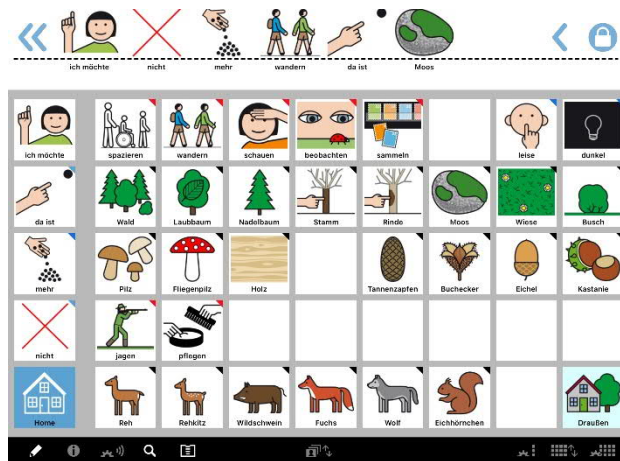 ich möchte nicht mehr wandern da ist Moos
ich möchte spazieren wandern schauen beobachten sammeln leise dunkel
da ist Wald Laubbaum Nadelbaum Stamm Rinde Moos Wiese Busch
mehr Pilz Fliegenpilz Holz Tannenzapfen Buchecker Eichel Kastanie
nicht jagen pflegen
Home Reh Rehkitz Wildschwein Fuchs Wolf Eichhörnchen Draußen